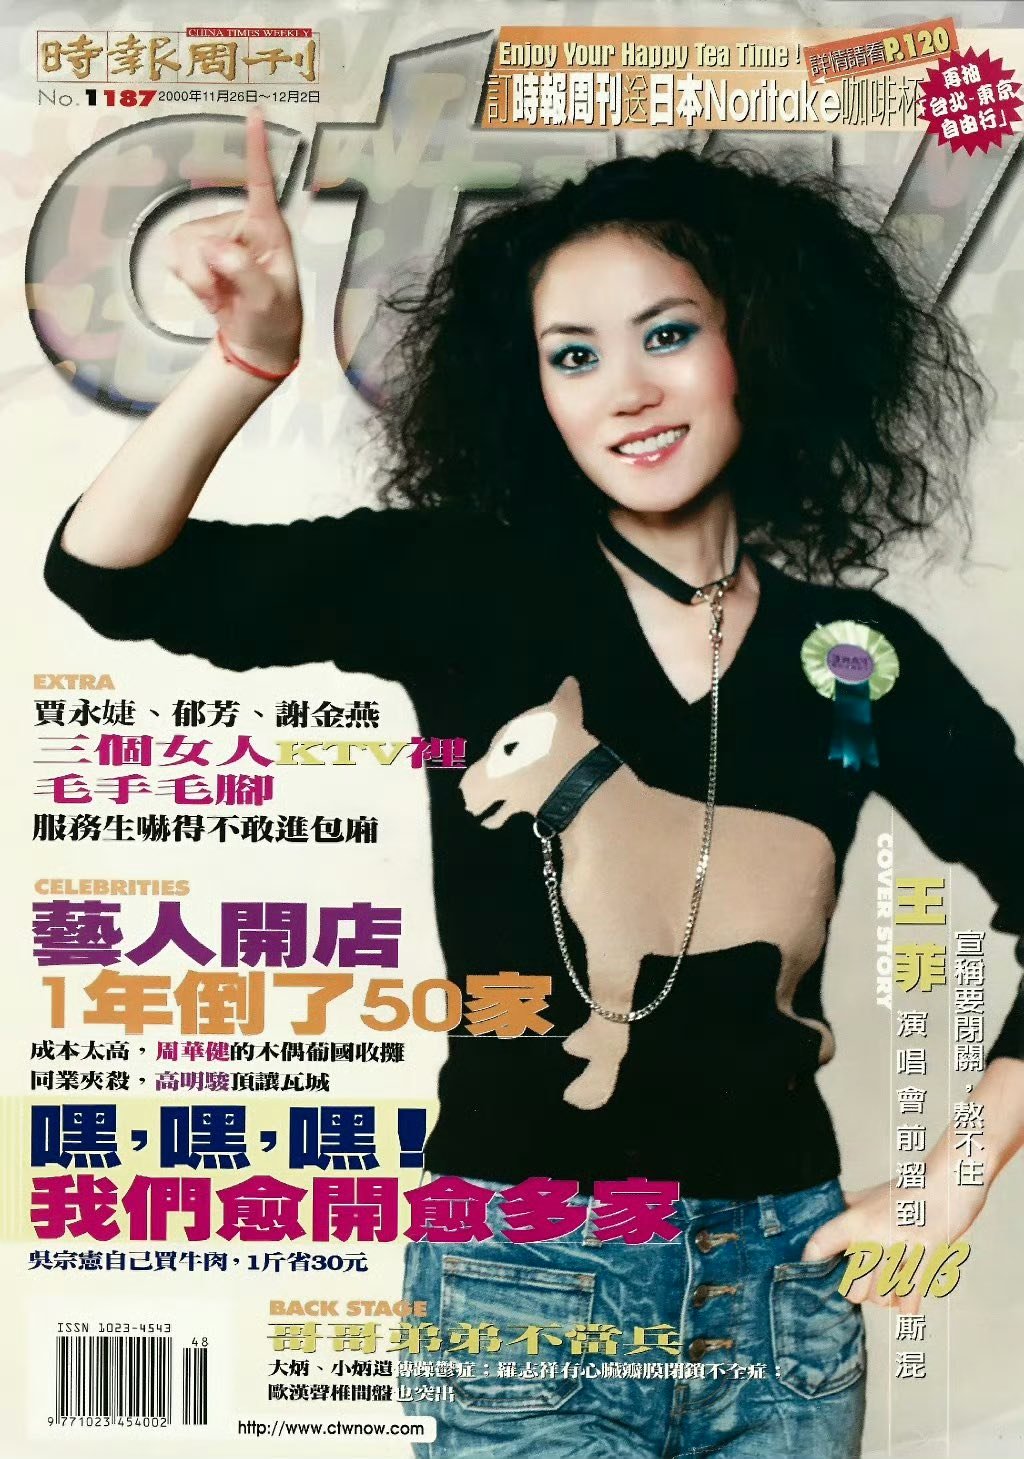 CHINA TIMES WEEKLY
時報周刊
No.1187 2000年11月26日～12月2日
ctw
Enjoy Your Happy Tea Time! 詳情請看P.120
訂時報周刊送日本Noritake咖啡杯
再抽
台北-東京
自由行」
EXTRA
賈永婕、郁芳、謝金燕
三個女人KTV裡
毛手毛腳
服務生嚇得不敢進包廂
CELEBRITIES
藝人開店
1年倒了50家
成本太高，周華健的木偶葡國收攤
同業夾殺，高明駿頂讓瓦城
嘿，嘿，嘿！
我們愈開愈多家
吳宗憲自己買牛肉，1斤省30元
COVER STORY
宣稱要閉關，熬不住
王菲演唱會前溜到PUB廝混
BACK STAGE
哥哥弟弟不當兵
大炳、小炳遺傳躁鬱症；羅志祥有心臟瓣膜閉鎖不全症；
歐漢聲椎間盤也突出
ISSN 1023-4543
48
9 771023 454002
http://www.ctwnow.com